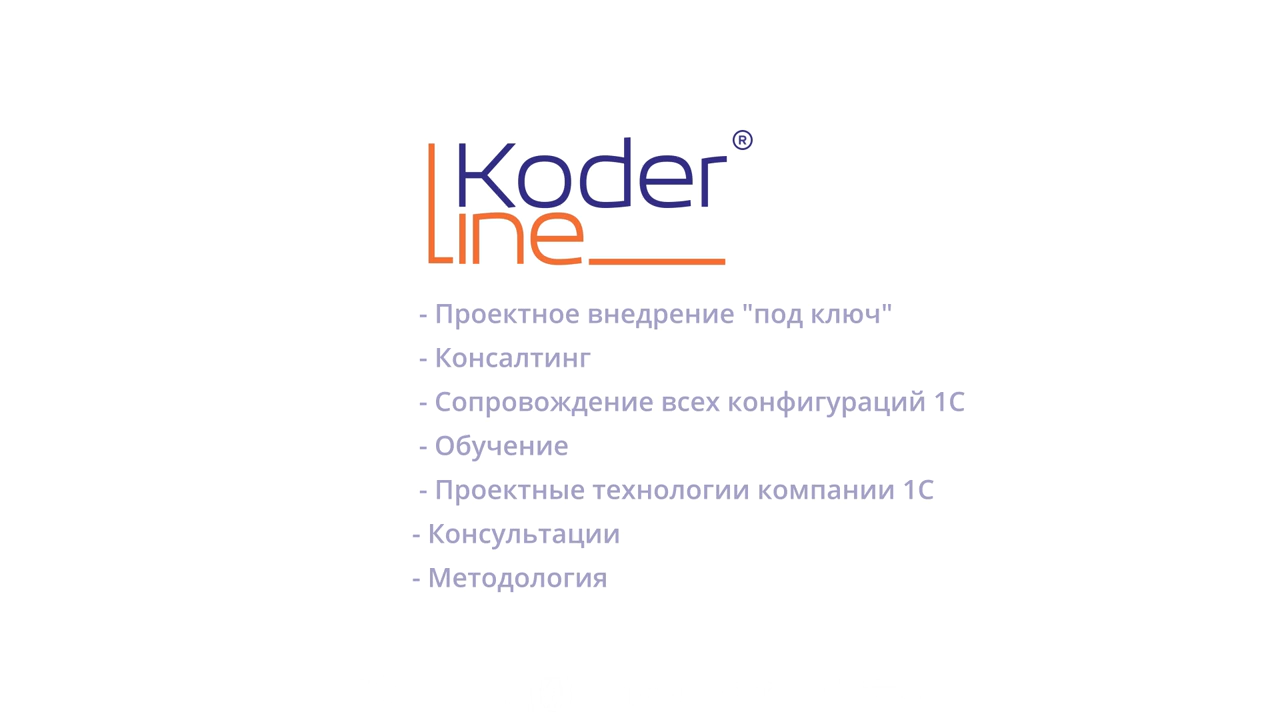 Koder®
Line
- Проектное внедрение "под ключ"
- Консалтинг
- Сопровождение всех конфигураций 1С
- Обучение
- Проектные технологии компании 1С
- Консультации
- Методология